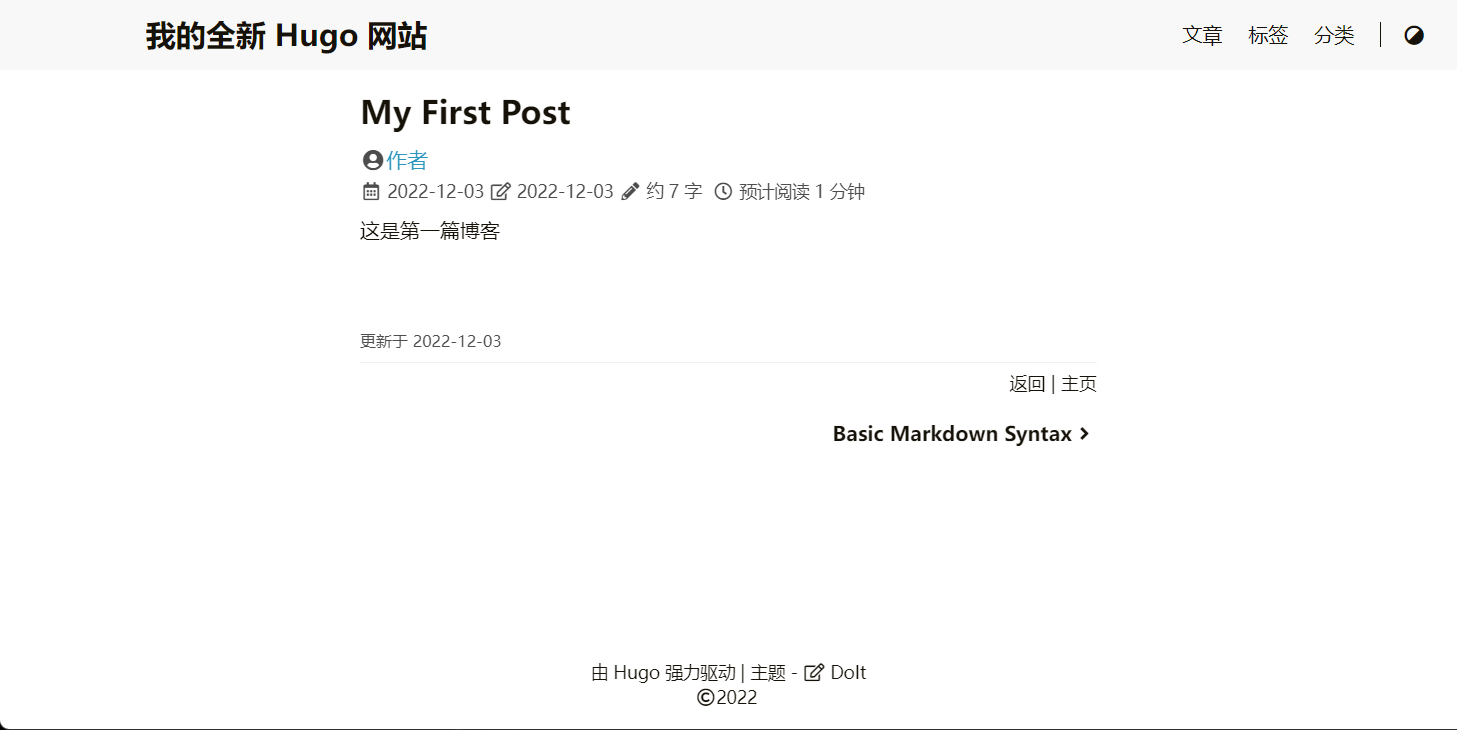 我的全新 Hugo 网站 文章 标签 分类
My First Post
作者
2022-12-03 2022-12-03 约 7 字 预计阅读 1 分钟
这是第一篇博客
更新于 2022-12-03
返回 | 主页
Basic Markdown Syntax
由 Hugo 强力驱动 | 主题 - DoIt
©2022